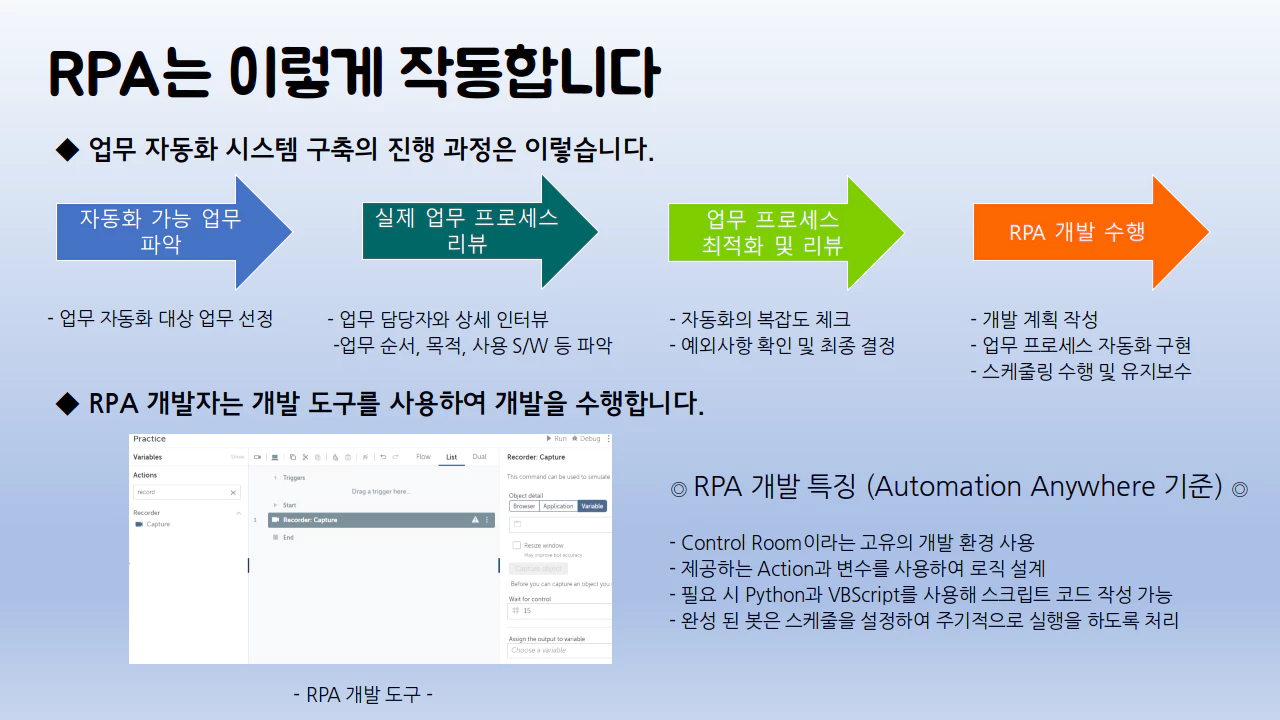 RPA는 이렇게 작동합니다
◆ 업무 자동화 시스템 구축의 진행 과정은 이렇습니다.
자동화 가능 업무
파악
실제 업무 프로세스
리뷰
업무 프로세스
최적화 및 리뷰
RPA 개발 수행
- 업무 자동화 대상 업무 선정
- 업무 담당자와 상세 인터뷰
-업무 순서, 목적, 사용 S/W 등 파악
- 자동화의 복잡도 체크
- 예외사항 확인 및 최종 결정
- 개발 계획 작성
- 업무 프로세스 자동화 구현
- 스케줄링 수행 및 유지보수
◆ RPA 개발자는 개발 도구를 사용하여 개발을 수행합니다.
Practice
Run
Debug
Variables
Show
Actions
record
Recorder
Capture
Flow
List
Dual
Triggers
Drag a trigger here...
Start
1
Recorder: Capture
End
Recorder: Capture
This command can be used to simulate
Object detail
Browser
Application
Variable
Resize window
May improve bot accuracy
Capture object
Before you can capture an object you
Wait for control
15
Assign the output to variable
Choose a variable
- RPA 개발 도구 -
◎ RPA 개발 특징 (Automation Anywhere 기준) ◎
- Control Room이라는 고유의 개발 환경 사용
- 제공하는 Action과 변수를 사용하여 로직 설계
- 필요 시 Python과 VBScript를 사용해 스크립트 코드 작성 가능
- 완성 된 봇은 스케줄을 설정하여 주기적으로 실행을 하도록 처리